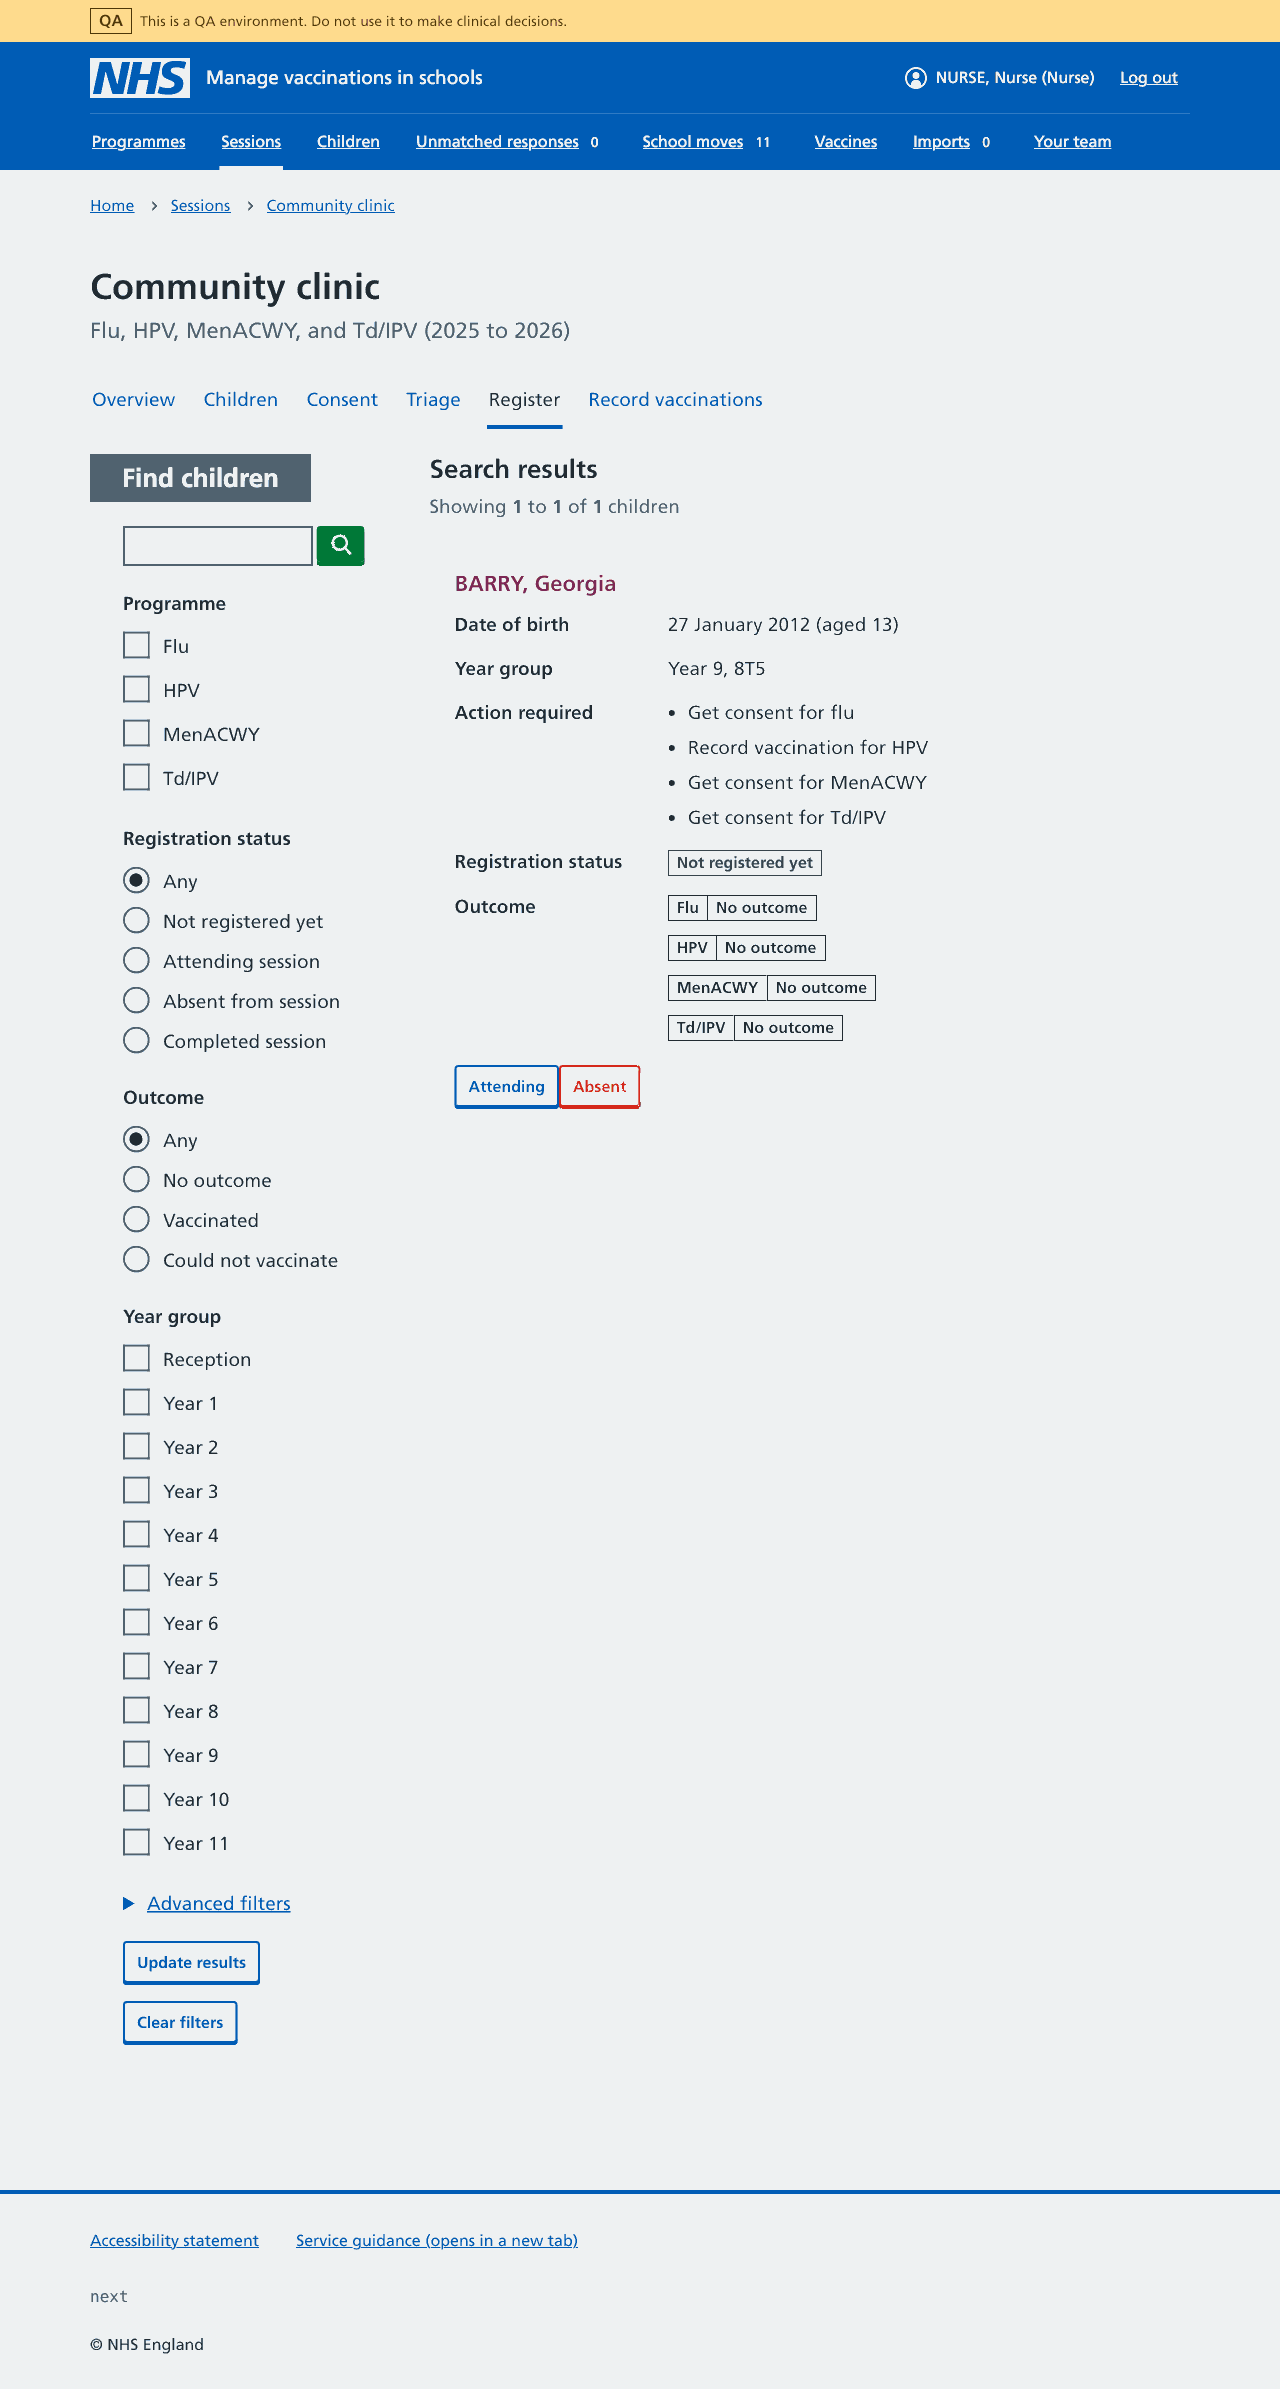 QA This is a QA environment. Do not use it to make clinical decisions.
NHS Manage vaccinations in schools NURSE, Nurse (Nurse) Log out
Programmes Sessions Children Unmatched responses 0 School moves 11 Vaccines Imports 0 Your team
Home Sessions Community clinic
Community clinic
Flu, HPV, MenACWY, and Td/IPV (2025 to 2026)
Overview Children Consent Triage Register Record vaccinations
Find children
Programme
Flu
HPV
MenACWY
Td/IPV
Registration status
Any
Not registered yet
Attending session
Absent from session
Completed session
Outcome
Any
No outcome
Vaccinated
Could not vaccinate
Year group
Reception
Year 1
Year 2
Year 3
Year 4
Year 5
Year 6
Year 7
Year 8
Year 9
Year 10
Year 11
Advanced filters
Update results
Clear filters
Search results
Showing 1 to 1 of 1 children
BARRY, Georgia
Date of birth 27 January 2012 (aged 13)
Year group Year 9, 8T5
Action required • Get consent for flu
• Record vaccination for HPV
• Get consent for MenACWY
• Get consent for Td/IPV
Registration status Not registered yet
Outcome Flu No outcome
HPV No outcome
MenACWY No outcome
Td/IPV No outcome
Attending Absent
Accessibility statement Service guidance (opens in a new tab)
next
© NHS England